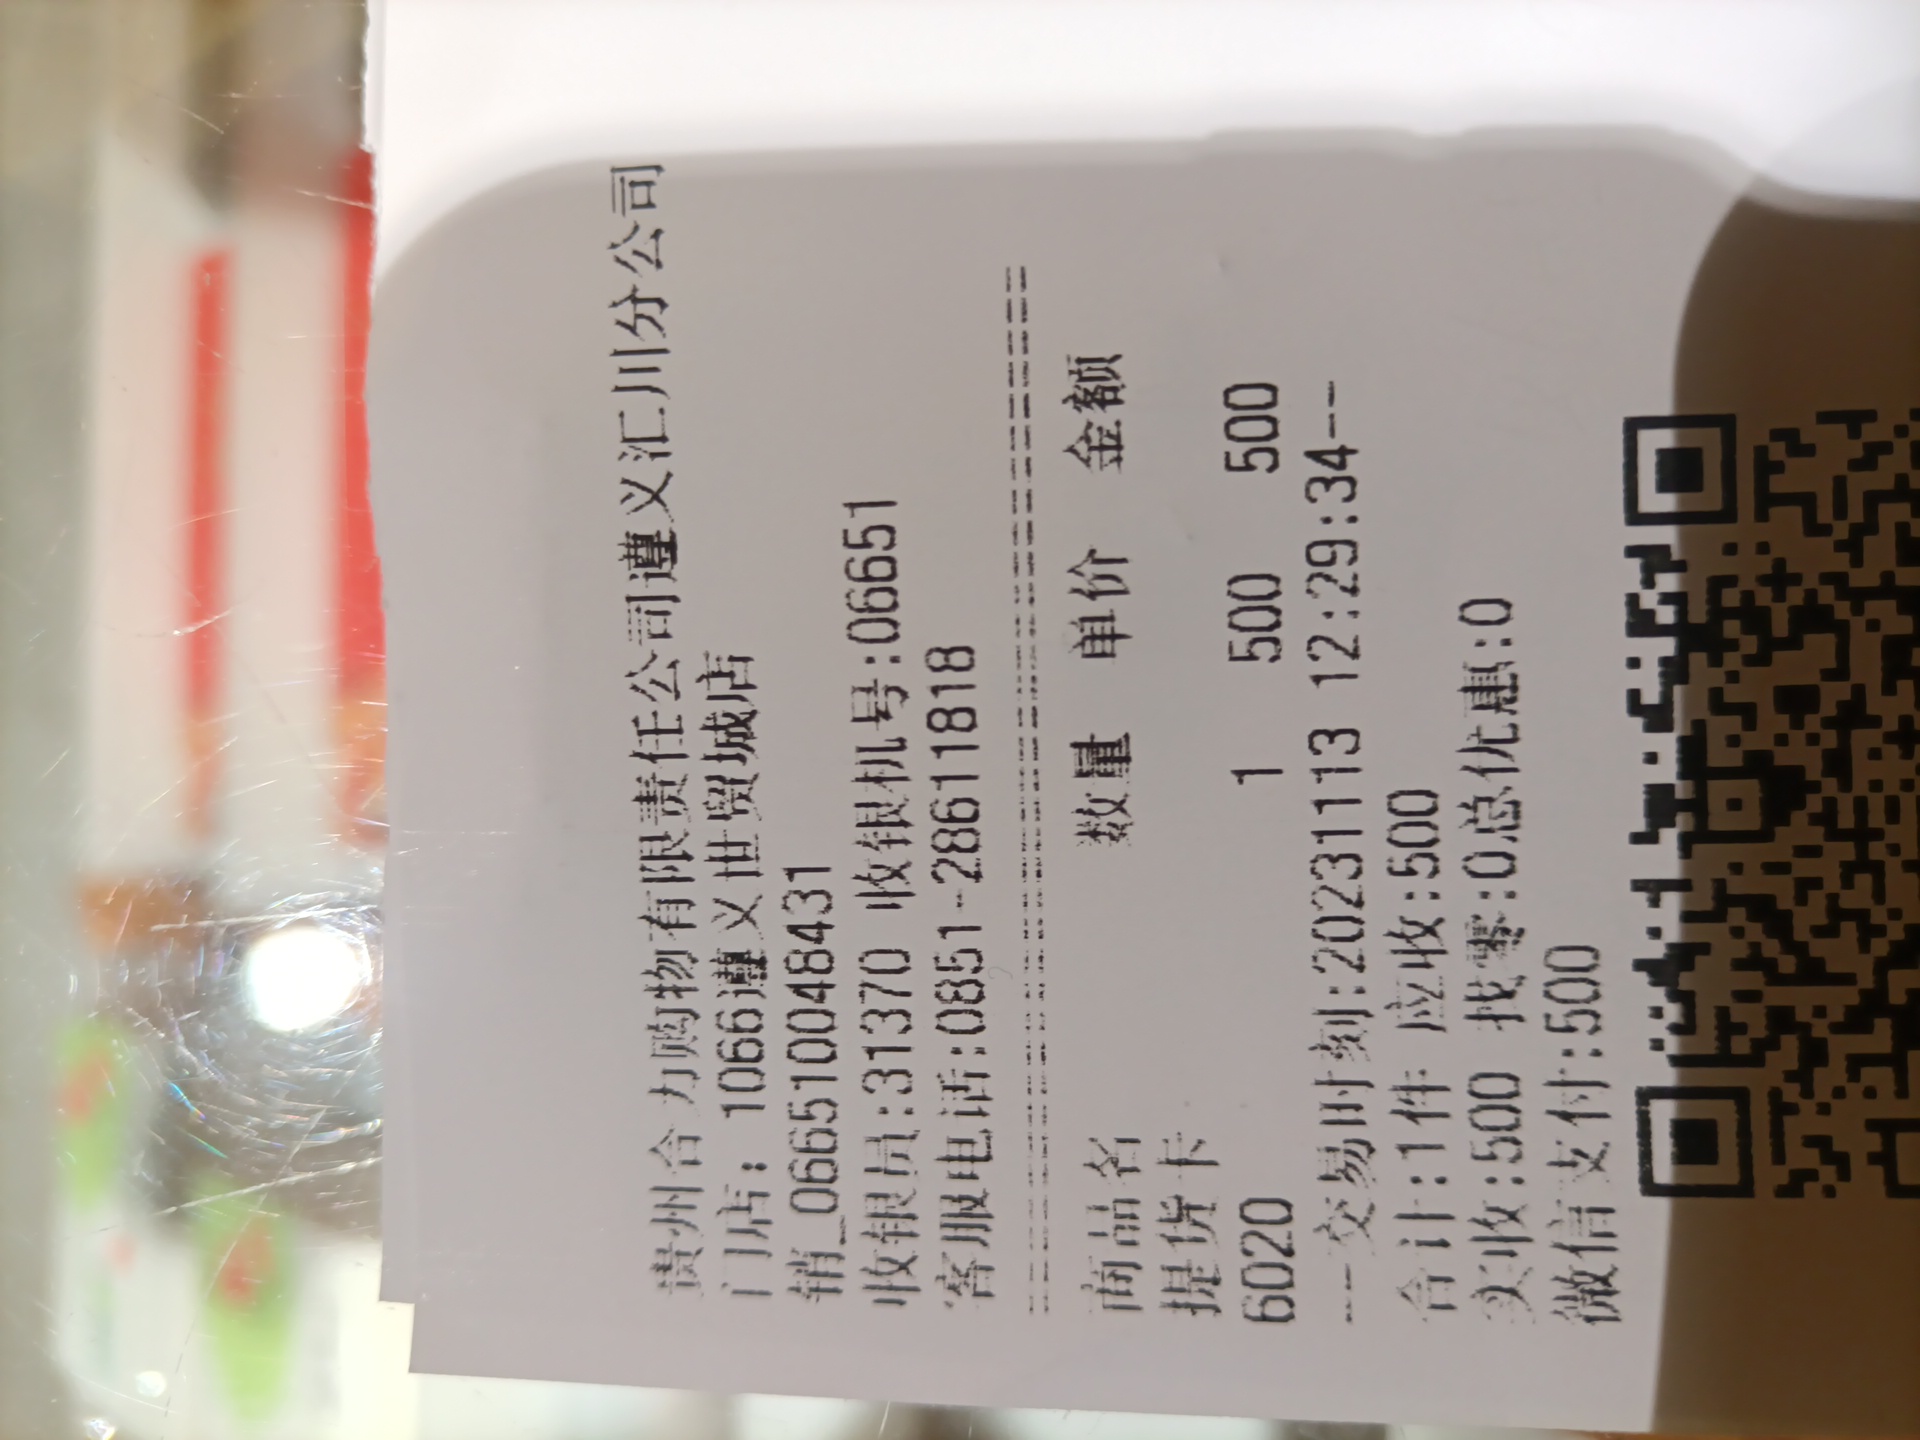 贵州合力购物有限责任公司遵义汇川分公司
门店：1066遵义世贸城店
销_066510048431
收银员:31370 收银机号:06651
客服电话:0851-28611818
==============================
商品名 数量 单价 金额
提货卡
6020 1 500 500
---交易时刻:20231113 12:29:34--
合计:1件 应收:500
实收:500 找零:0总优惠:0
微信支付:500